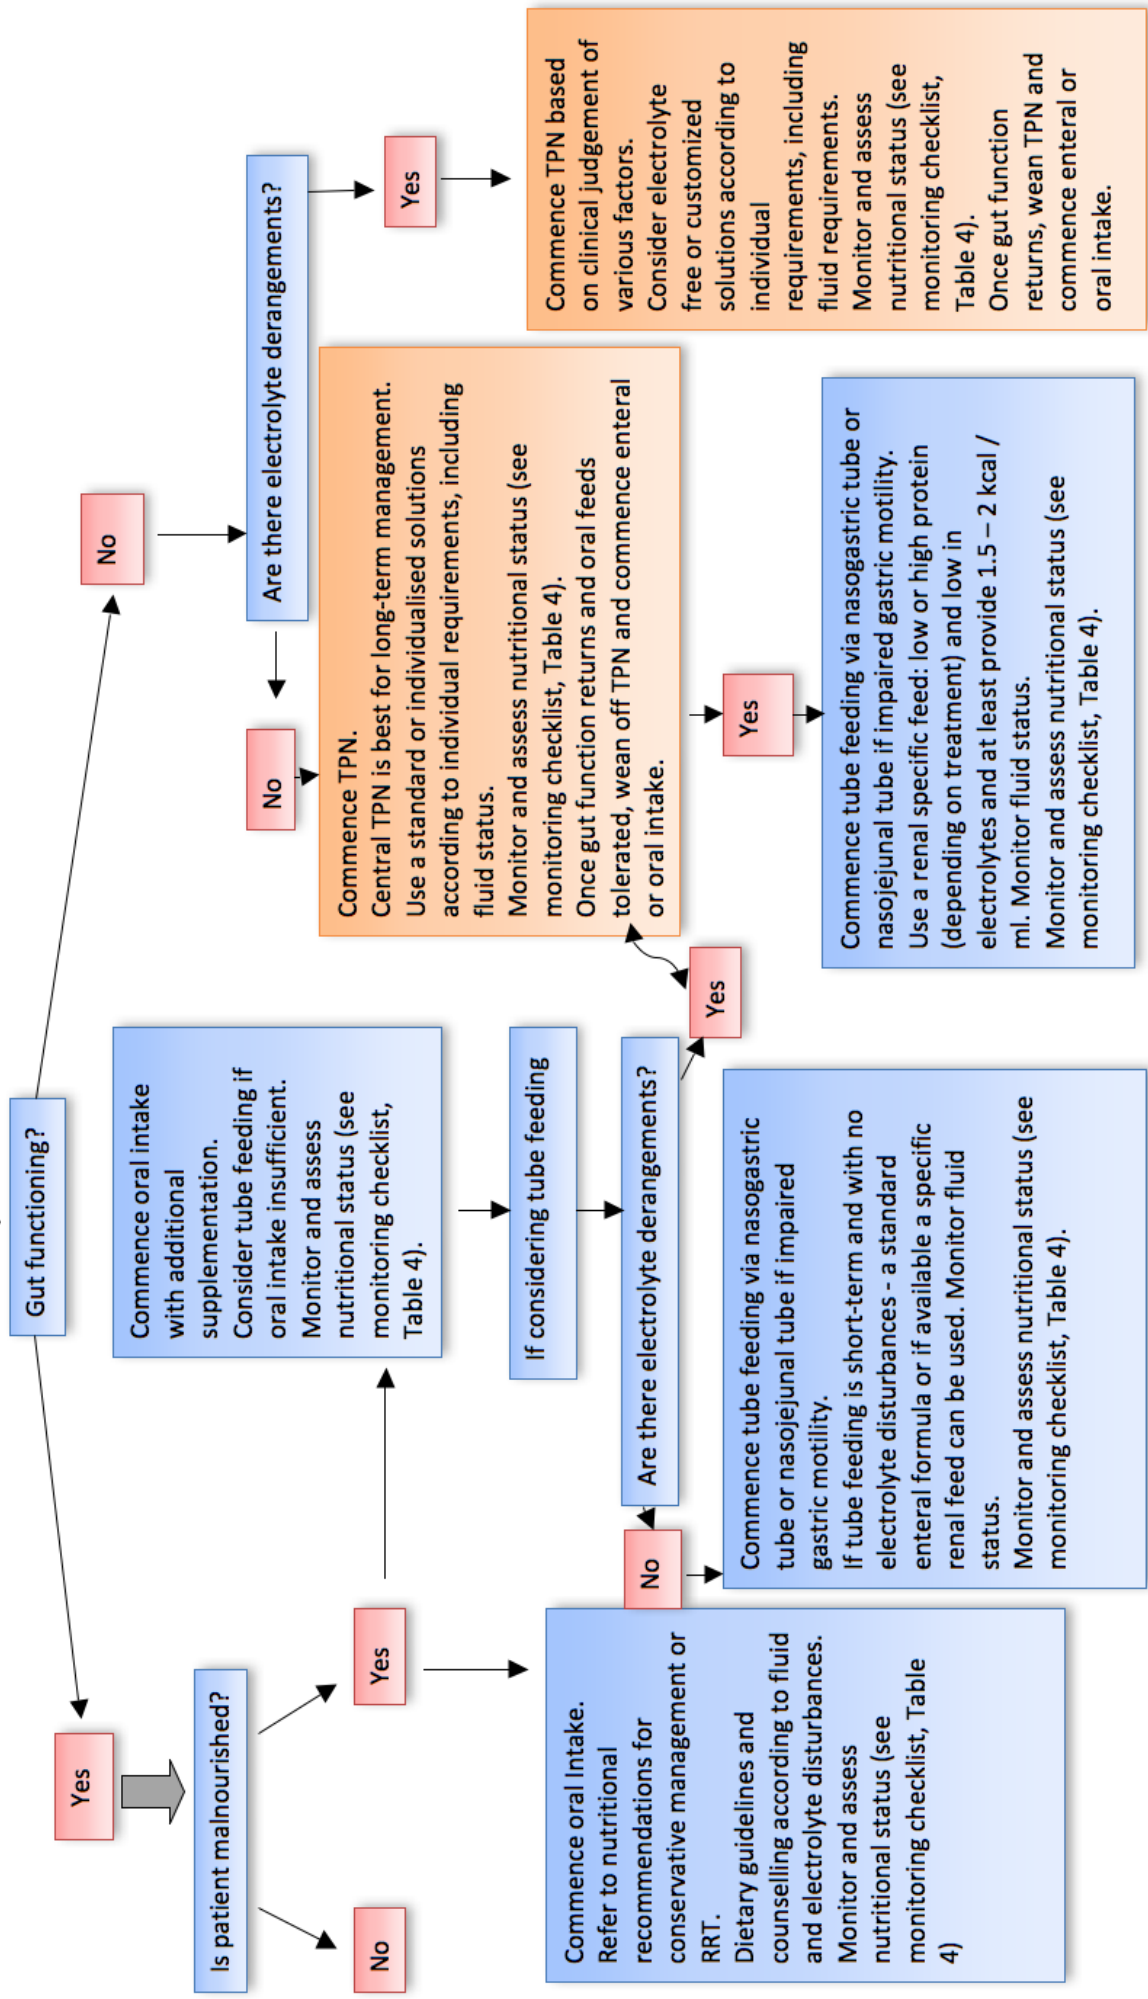 Gut functioning?
Yes
No
Is patient malnourished?
No
Yes
Commence oral Intake.
Refer to nutritional
recommendations for
conservative management or
RRT.
Dietary guidelines and
counselling according to fluid
and electrolyte disturbances.
Monitor and assess
nutritional status (see
monitoring checklist, Table
4)
Commence oral intake
with additional
supplementation.
Consider tube feeding if
oral intake insufficient.
Monitor and assess
nutritional status (see
monitoring checklist,
Table 4).
If considering tube feeding
Are there electrolyte derangements?
No
Yes
Commence tube feeding via nasogastric
tube or nasojejunal tube if impaired
gastric motility.
If tube feeding is short-term and with no
electrolyte disturbances - a standard
enteral formula or if available a specific
renal feed can be used. Monitor fluid
status.
Monitor and assess nutritional status (see
monitoring checklist, Table 4).
Are there electrolyte derangements?
No
Yes
Commence TPN.
Central TPN is best for long-term management.
Use a standard or individualised solutions
according to individual requirements, including
fluid status.
Monitor and assess nutritional status (see
monitoring checklist, Table 4).
Once gut function returns and oral feeds
tolerated, wean off TPN and commence enteral
or oral intake.
Yes
Commence tube feeding via nasogastric tube or
nasojejunal tube if impaired gastric motility.
Use a renal specific feed: low or high protein
(depending on treatment) and low in
electrolytes and at least provide 1.5 – 2 kcal /
ml. Monitor fluid status.
Monitor and assess nutritional status (see
monitoring checklist, Table 4).
Commence TPN based
on clinical judgement of
various factors.
Consider electrolyte
free or customized
solutions according to
individual
requirements, including
fluid requirements.
Monitor and assess
nutritional status (see
monitoring checklist,
Table 4).
Once gut function
returns, wean TPN and
commence enteral or
oral intake.